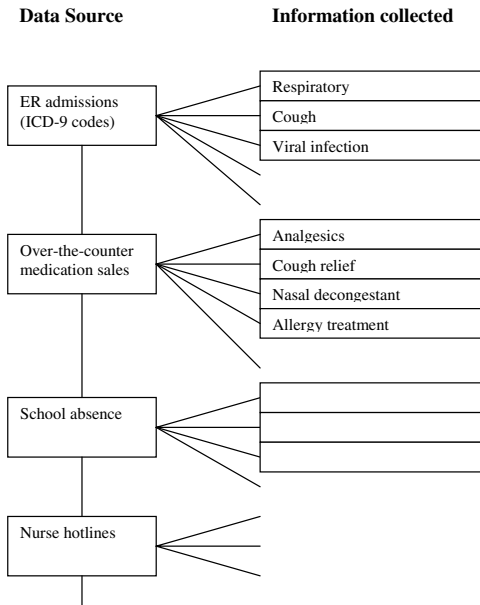 Data Source
Information collected
ER admissions
(ICD-9 codes)
Respiratory
Cough
Viral infection
Over-the-counter
medication sales
Analgesics
Cough relief
Nasal decongestant
Allergy treatment
School absence
Nurse hotlines